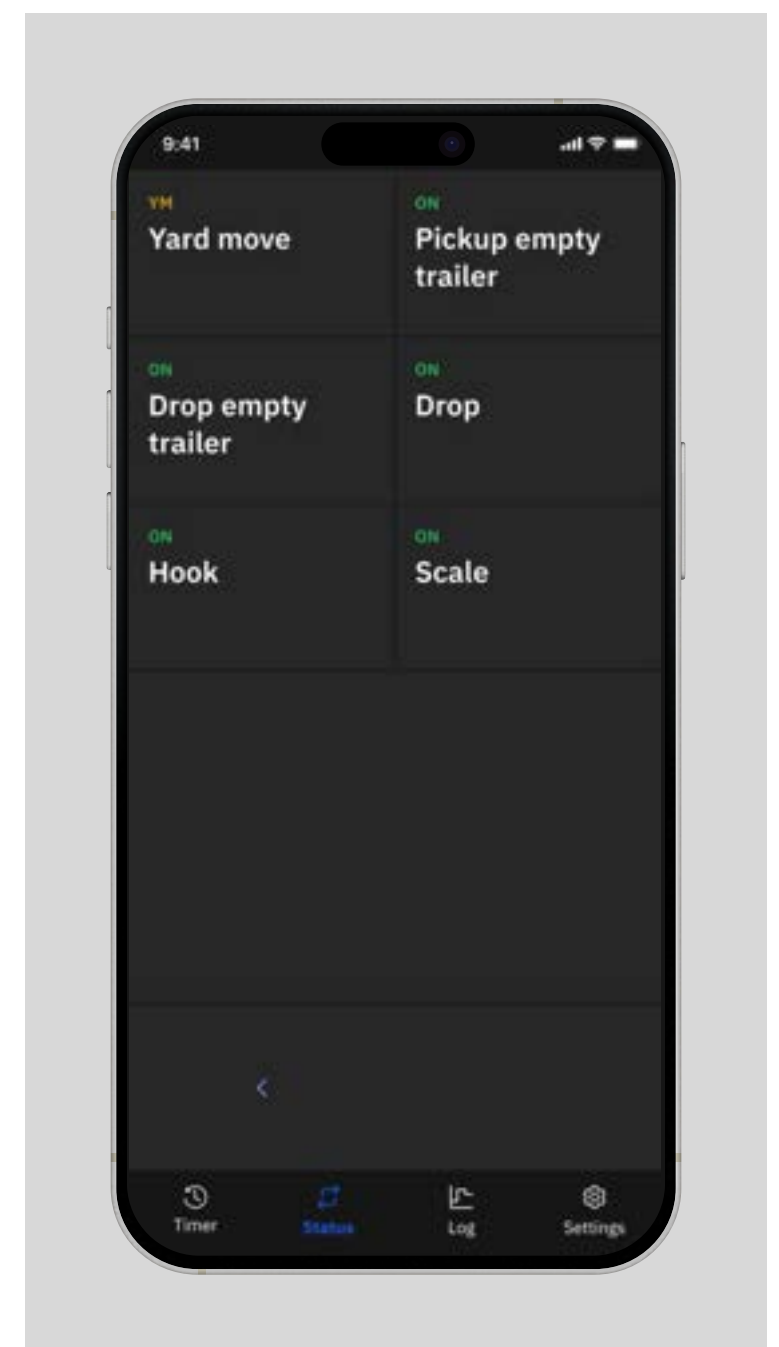 9:41
YM
Yard move
ON
Pickup empty
trailer
ON
Drop empty
trailer
ON
Drop
ON
Hook
ON
Scale
Timer
Status
Log
Settings